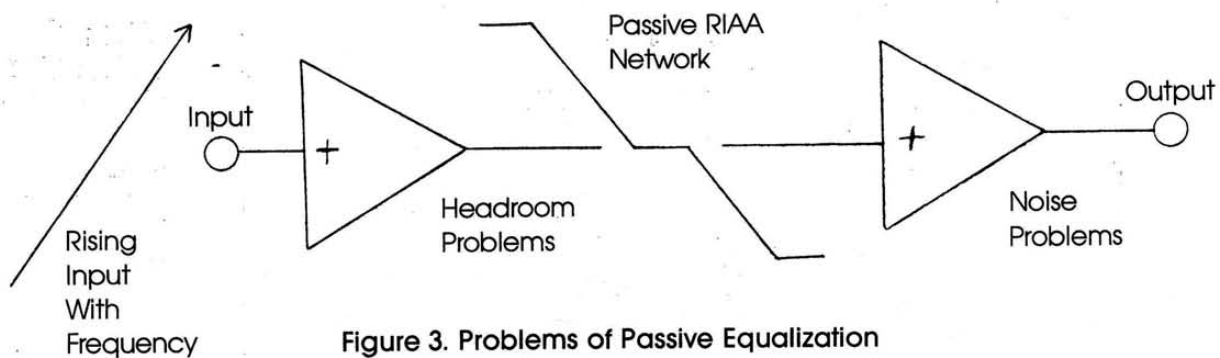 Passive RIAA
Network
Input
+
+
Output
Headroom
Problems
Noise
Problems
Rising
Input
With
Frequency
Figure 3. Problems of Passive Equalization